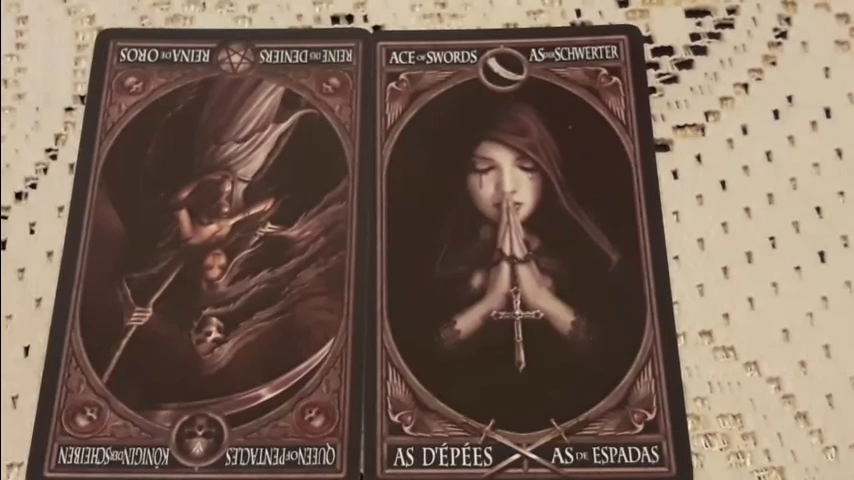 QUEEN OF PENTACLES KÖNIGIN DER SCHEIBEN
REINE DES DENIERS REINA DE OROS
ACE OF SWORDS AS DER SCHWERTER
AS D'ÉPÉES AS DE ESPADAS